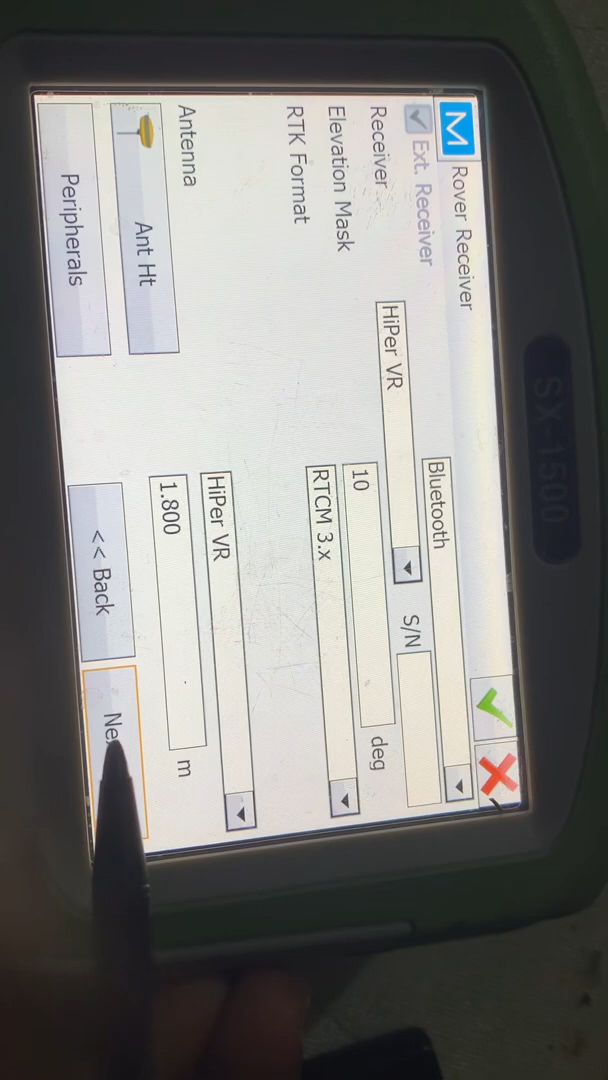 SX-1500
M Rover Receiver
Ext. Receiver Bluetooth
Receiver HiPer VR S/N
Elevation Mask 10 deg
RTK Format RTCM 3.x
Antenna HiPer VR
Ant Ht 1.800 m
Peripherals << Back